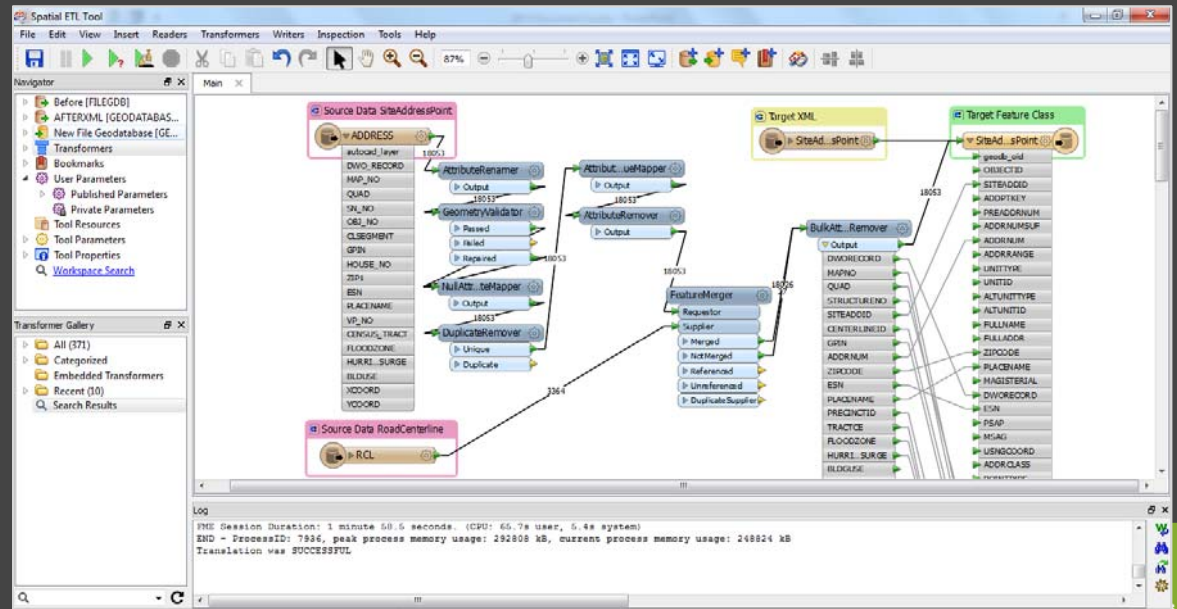 Spatial ETL Tool
File Edit View Insert Readers Transformers Writers Inspection Tools Help
87%
Navigator
Before [FILEGDB]
AFTERXML [GEODATABAS...
New File Geodatabase [GE...
Transformers
Bookmarks
User Parameters
Published Parameters
Private Parameters
Tool Resources
Tool Parameters
Tool Properties
Workspace Search
Transformer Gallery
All (371)
Categorized
Embedded Transformers
Recent (10)
Search Results
Main
Source Data SiteAddressPoint
ADDRESS
autocad_layer
DWO_RECORD
MAP_NO
QUAD
SN_NO
OBJ_NO
CLSEGMENT
GPIN
HOUSE_NO
ZIP1
ESN
PLACENAME
VP_NO
CENSUS_TRACT
FLOODZONE
HURRI...SURGE
BLDUSE
XCOORD
YCOORD
Source Data RoadCenterline
RCL
18053
AttributeRenamer
Output
18053
GeometryValidator
Passed
Failed
Repaired
18053
NullAttr...teMapper
Output
18053
DuplicateRemover
Unique
Duplicate
Attribut...ueMapper
Output
18053
AttributeRemover
Output
18053
3364
FeatureMerger
Requestor
Supplier
Merged
NotMerged
Referenced
Unreferenced
DuplicateSupplier
18026
27
Target XML
SiteAd...sPoint
BulkAtt...Remover
Output
DWORECORD
MAPNO
QUAD
STRUCTURENO
SITEADDID
CENTERLINEID
GPIN
ADDRNUM
ZIPCODE
ESN
PLACENAME
PRECINCTID
TRACTCE
FLOODZONE
HURRI...SURGE
BLDGUSE
18053
Target Feature Class
SiteAd...sPoint
geodb_oid
OBJECTID
SITEADDID
ADDPTKEY
PREADDRNUM
ADDRNUMSUF
ADDRNUM
ADDRRANGE
UNITTYPE
UNITID
ALTUNITTYPE
ALTUNITID
FULLNAME
FULLADDR
ZIPCODE
PLACENAME
MAGISTERIAL
DWORECORD
ESN
PSAP
MSAG
USNGCOORD
ADDRCLASS
Log
FME Session Duration: 1 minute 50.5 seconds. (CPU: 65.7s user, 5.4s system)
END - ProcessID: 7936, peak process memory usage: 292808 kB, current process memory usage: 248824 kB
Translation was SUCCESSFUL